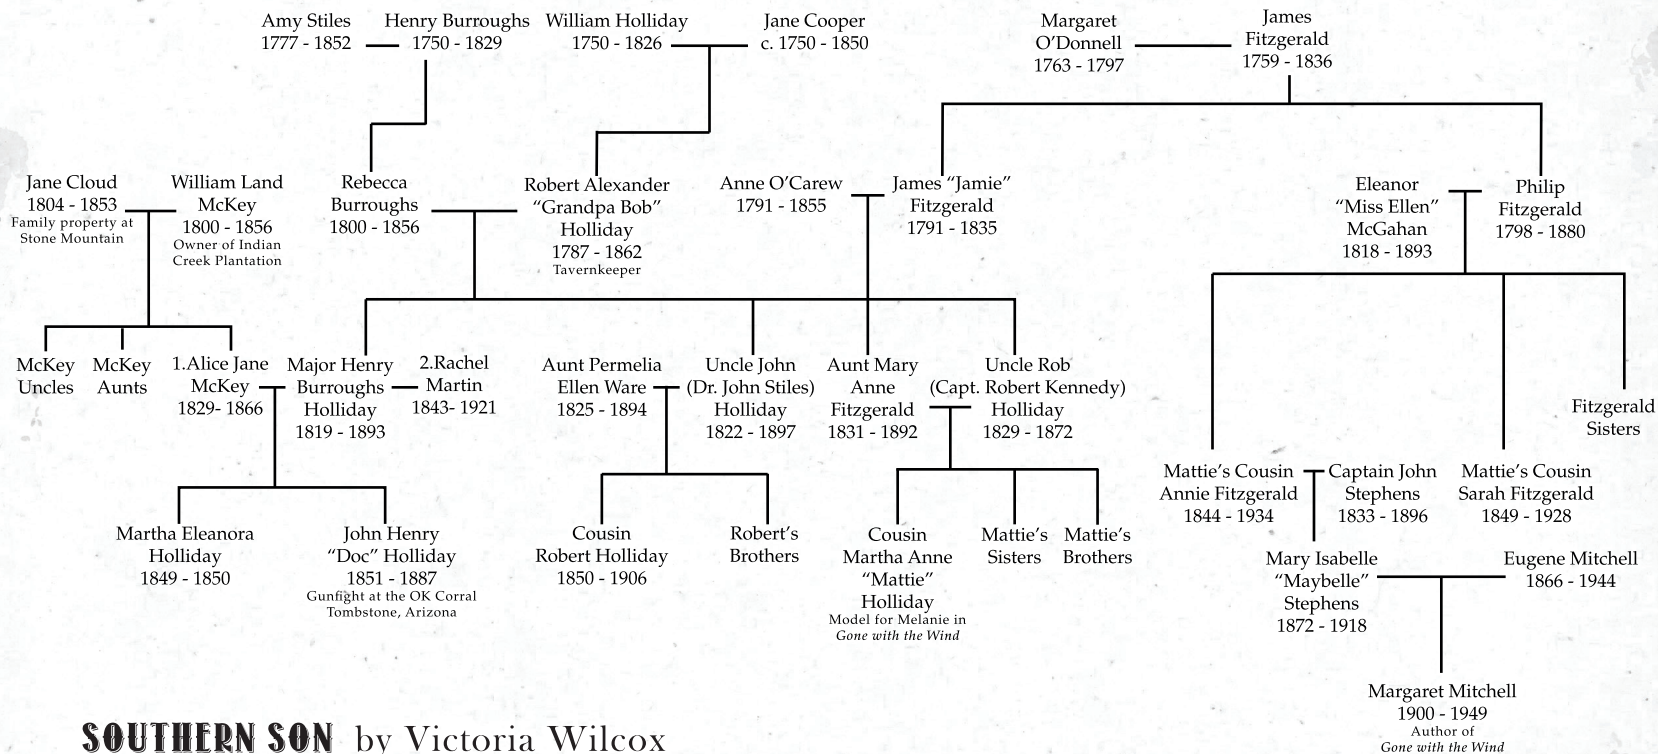 Amy Stiles
1777 - 1852
Henry Burroughs
1750 - 1829
William Holliday
1750 - 1826
Jane Cooper
c. 1750 - 1850
Margaret
O’Donnell
1763 - 1797
James
Fitzgerald
1759 - 1836
Jane Cloud
1804 - 1853
Family property at
Stone Mountain
William Land
McKey
1800 - 1856
Owner of Indian
Creek Plantation
Rebecca
Burroughs
1800 - 1856
Robert Alexander
“Grandpa Bob”
Holliday
1787 - 1862
Tavernkeeper
Anne O’Carew
1791 - 1855
James “Jamie”
Fitzgerald
1791 - 1835
Eleanor
“Miss Ellen”
McGahan
1818 - 1893
Philip
Fitzgerald
1798 - 1880
McKey
Uncles
McKey
Aunts
1.Alice Jane
McKey
1829- 1866
Major Henry
Burroughs
Holliday
1819 - 1893
2.Rachel
Martin
1843- 1921
Aunt Permelia
Ellen Ware
1825 - 1894
Uncle John
(Dr. John Stiles)
Holliday
1822 - 1897
Aunt Mary
Anne
Fitzgerald
1831 - 1892
Uncle Rob
(Capt. Robert Kennedy)
Holliday
1829 - 1872
Fitzgerald
Sisters
Mattie’s Cousin
Annie Fitzgerald
1844 - 1934
Captain John
Stephens
1833 - 1896
Mattie’s Cousin
Sarah Fitzgerald
1849 - 1928
Martha Eleanora
Holliday
1849 - 1850
John Henry
“Doc” Holliday
1851 - 1887
Gunfight at the OK Corral
Tombstone, Arizona
Cousin
Robert Holliday
1850 - 1906
Robert’s
Brothers
Cousin
Martha Anne
“Mattie”
Holliday
Model for Melanie in
Gone with the Wind
Mattie’s
Sisters
Mattie’s
Brothers
Mary Isabelle
“Maybelle”
Stephens
1872 - 1918
Eugene Mitchell
1866 - 1944
Margaret Mitchell
1900 - 1949
Author of
Gone with the Wind
SOUTHERN SON by Victoria Wilcox